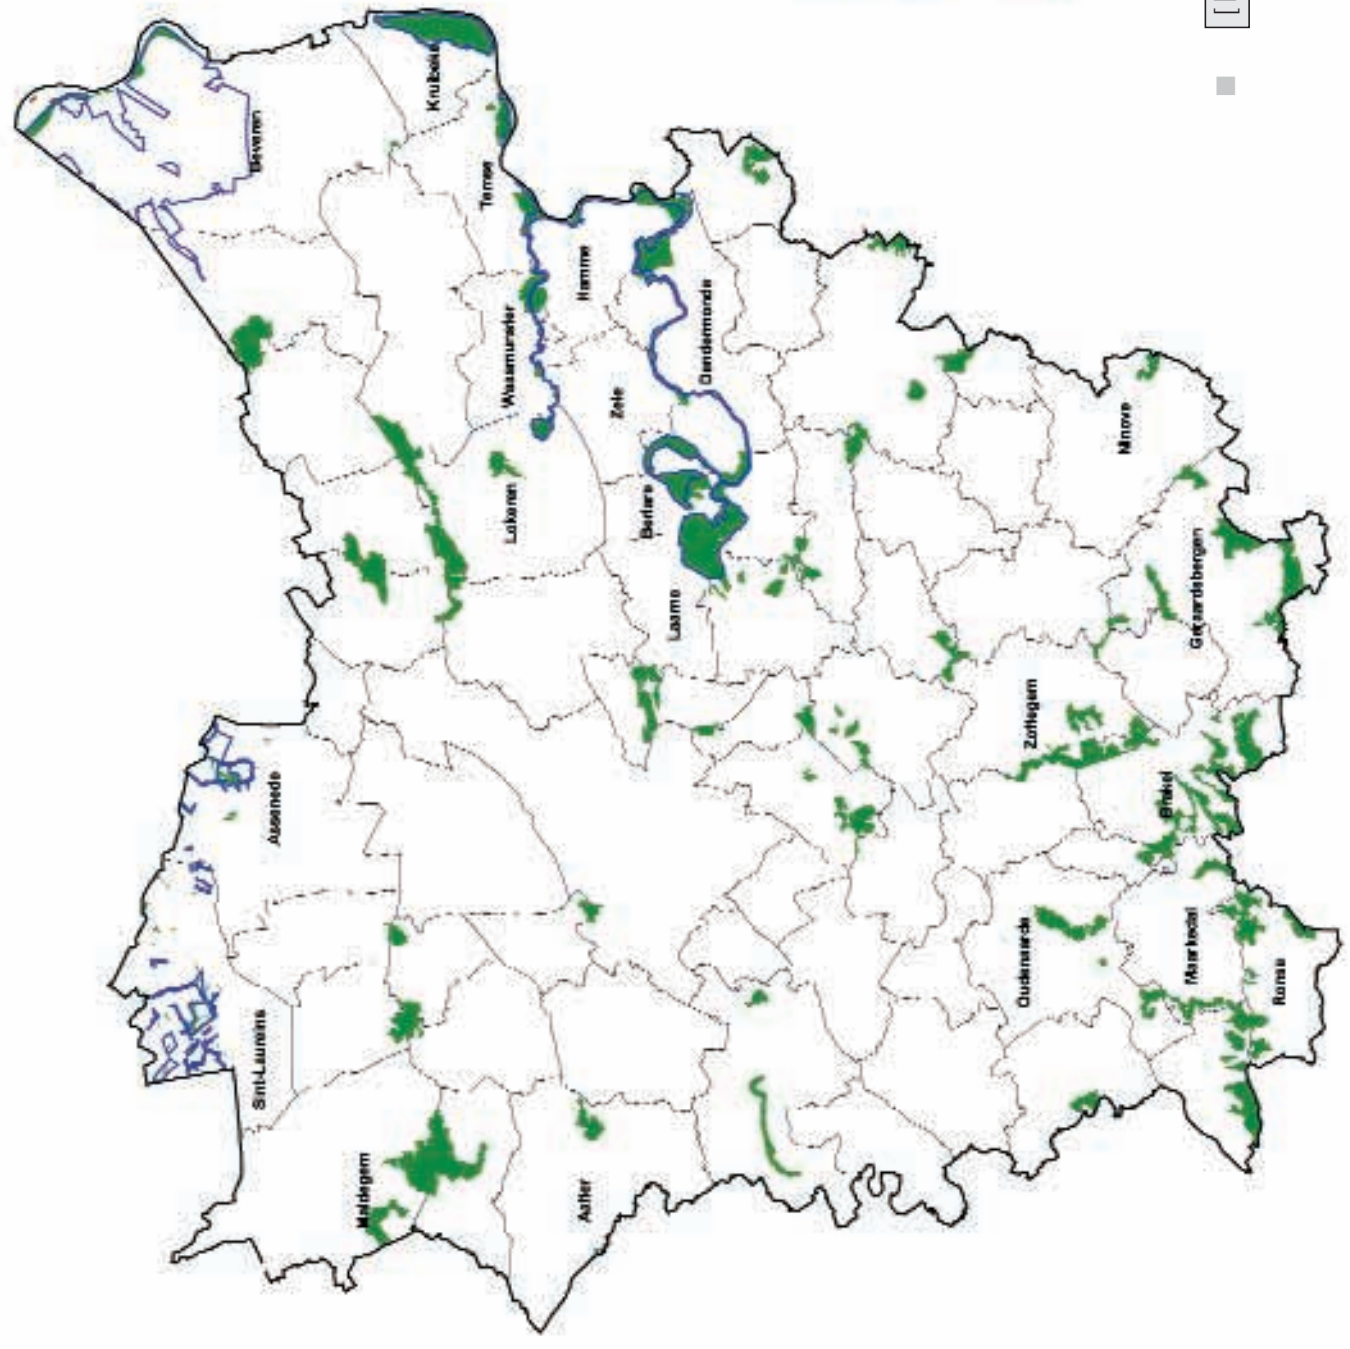 Beveren
Kruibeke
Temse
Hamme
Waasmunster
Dendermonde
Zele
Lokeren
Berlare
Laarne
Ninove
Geraardsbergen
Zottegem
Brakel
Assenede
Sint-Laureins
Maldegem
Aalter
Oudenaarde
Maarkedal
Ronse